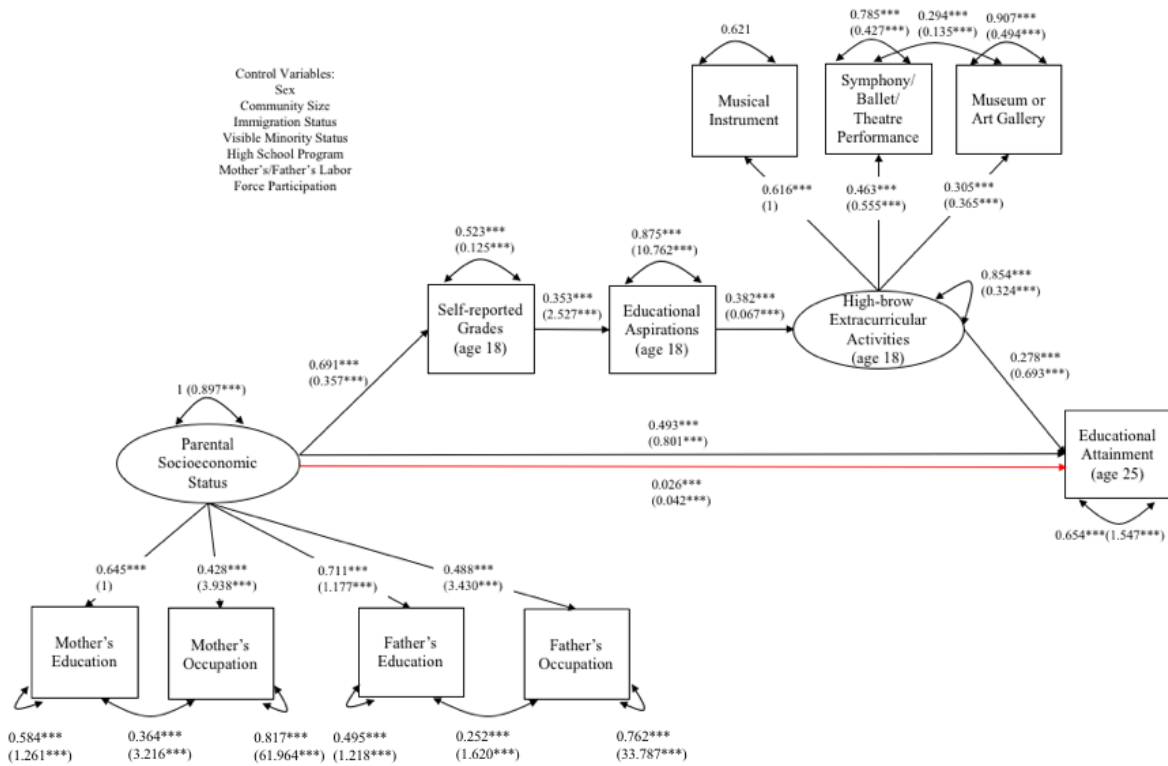 0.621
0.785***
(0.427***)
0.294***
(0.135***)
0.907***
(0.494***)
Control Variables:
Sex
Community Size
Immigration Status
Visible Minority Status
High School Program
Mother's/Father's Labor
Force Participation
Musical
Instrument
Symphony/
Ballet/
Theatre
Performance
Museum or
Art Gallery
0.616***
(1)
0.463***
(0.555***)
0.305***
(0.365***)
0.523***
(0.125***)
0.875***
(10.762***)
0.854***
(0.324***)
Self-reported
Grades
(age 18)
0.353***
(2.527***)
Educational
Aspirations
(age 18)
0.382***
(0.067***)
High-brow
Extracurricular
Activities
(age 18)
0.691***
(0.357***)
0.278***
(0.693***)
1 (0.897***)
Parental
Socioeconomic
Status
0.493***
(0.801***)
0.026***
(0.042***)
Educational
Attainment
(age 25)
0.654***(1.547***)
0.645***
(1)
0.428***
(3.938***)
0.711***
(1.177***)
0.488***
(3.430***)
Mother's
Education
Mother's
Occupation
Father's
Education
Father's
Occupation
0.584***
(1.261***)
0.364***
(3.216***)
0.817***
(61.964***)
0.495***
(1.218***)
0.252***
(1.620***)
0.762***
(33.787***)